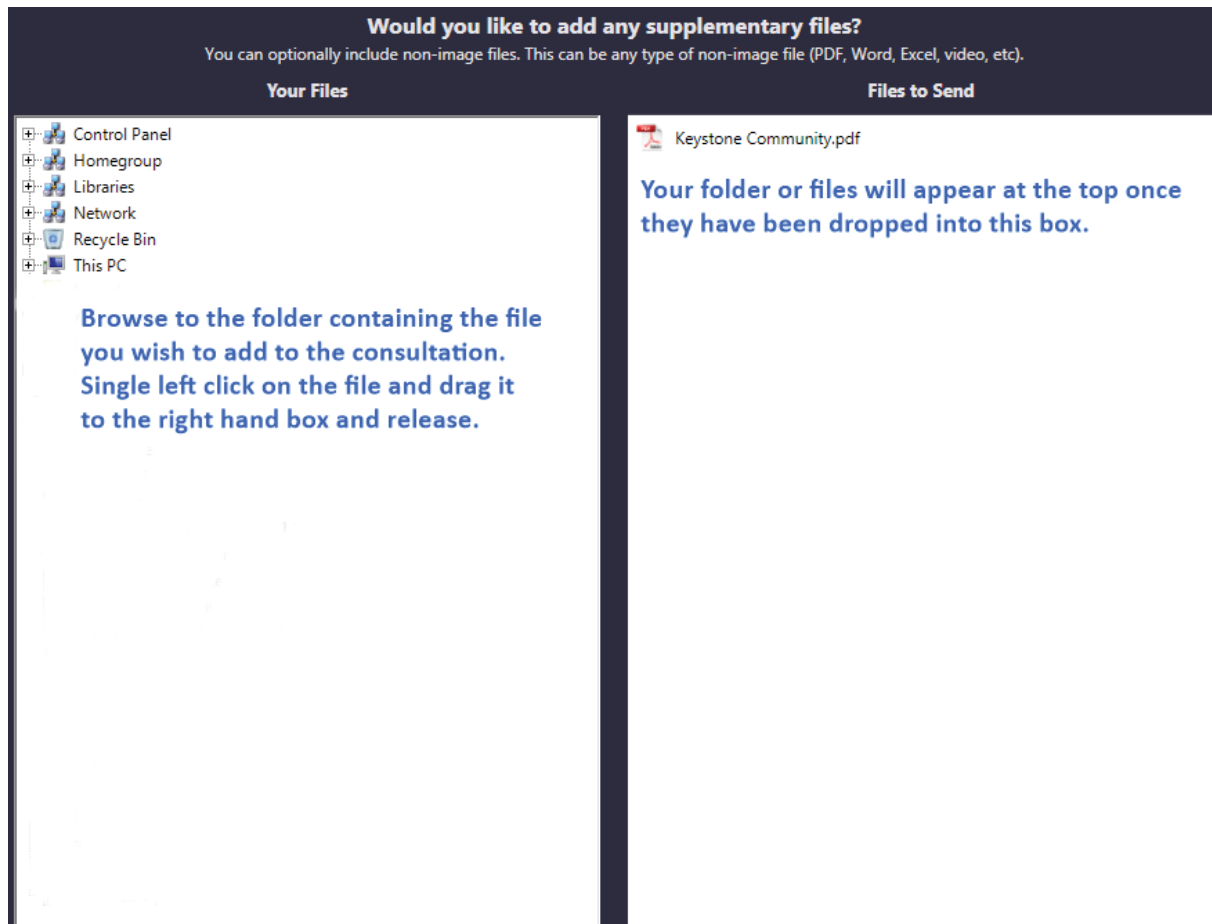 Would you like to add any supplementary files?
You can optionally include non-image files. This can be any type of non-image file (PDF, Word, Excel, video, etc).
Your Files
Files to Send
Control Panel
Homegroup
Libraries
Network
Recycle Bin
This PC
Browse to the folder containing the file
you wish to add to the consultation.
Single left click on the file and drag it
to the right hand box and release.
Keystone Community.pdf
Your folder or files will appear at the top once
they have been dropped into this box.